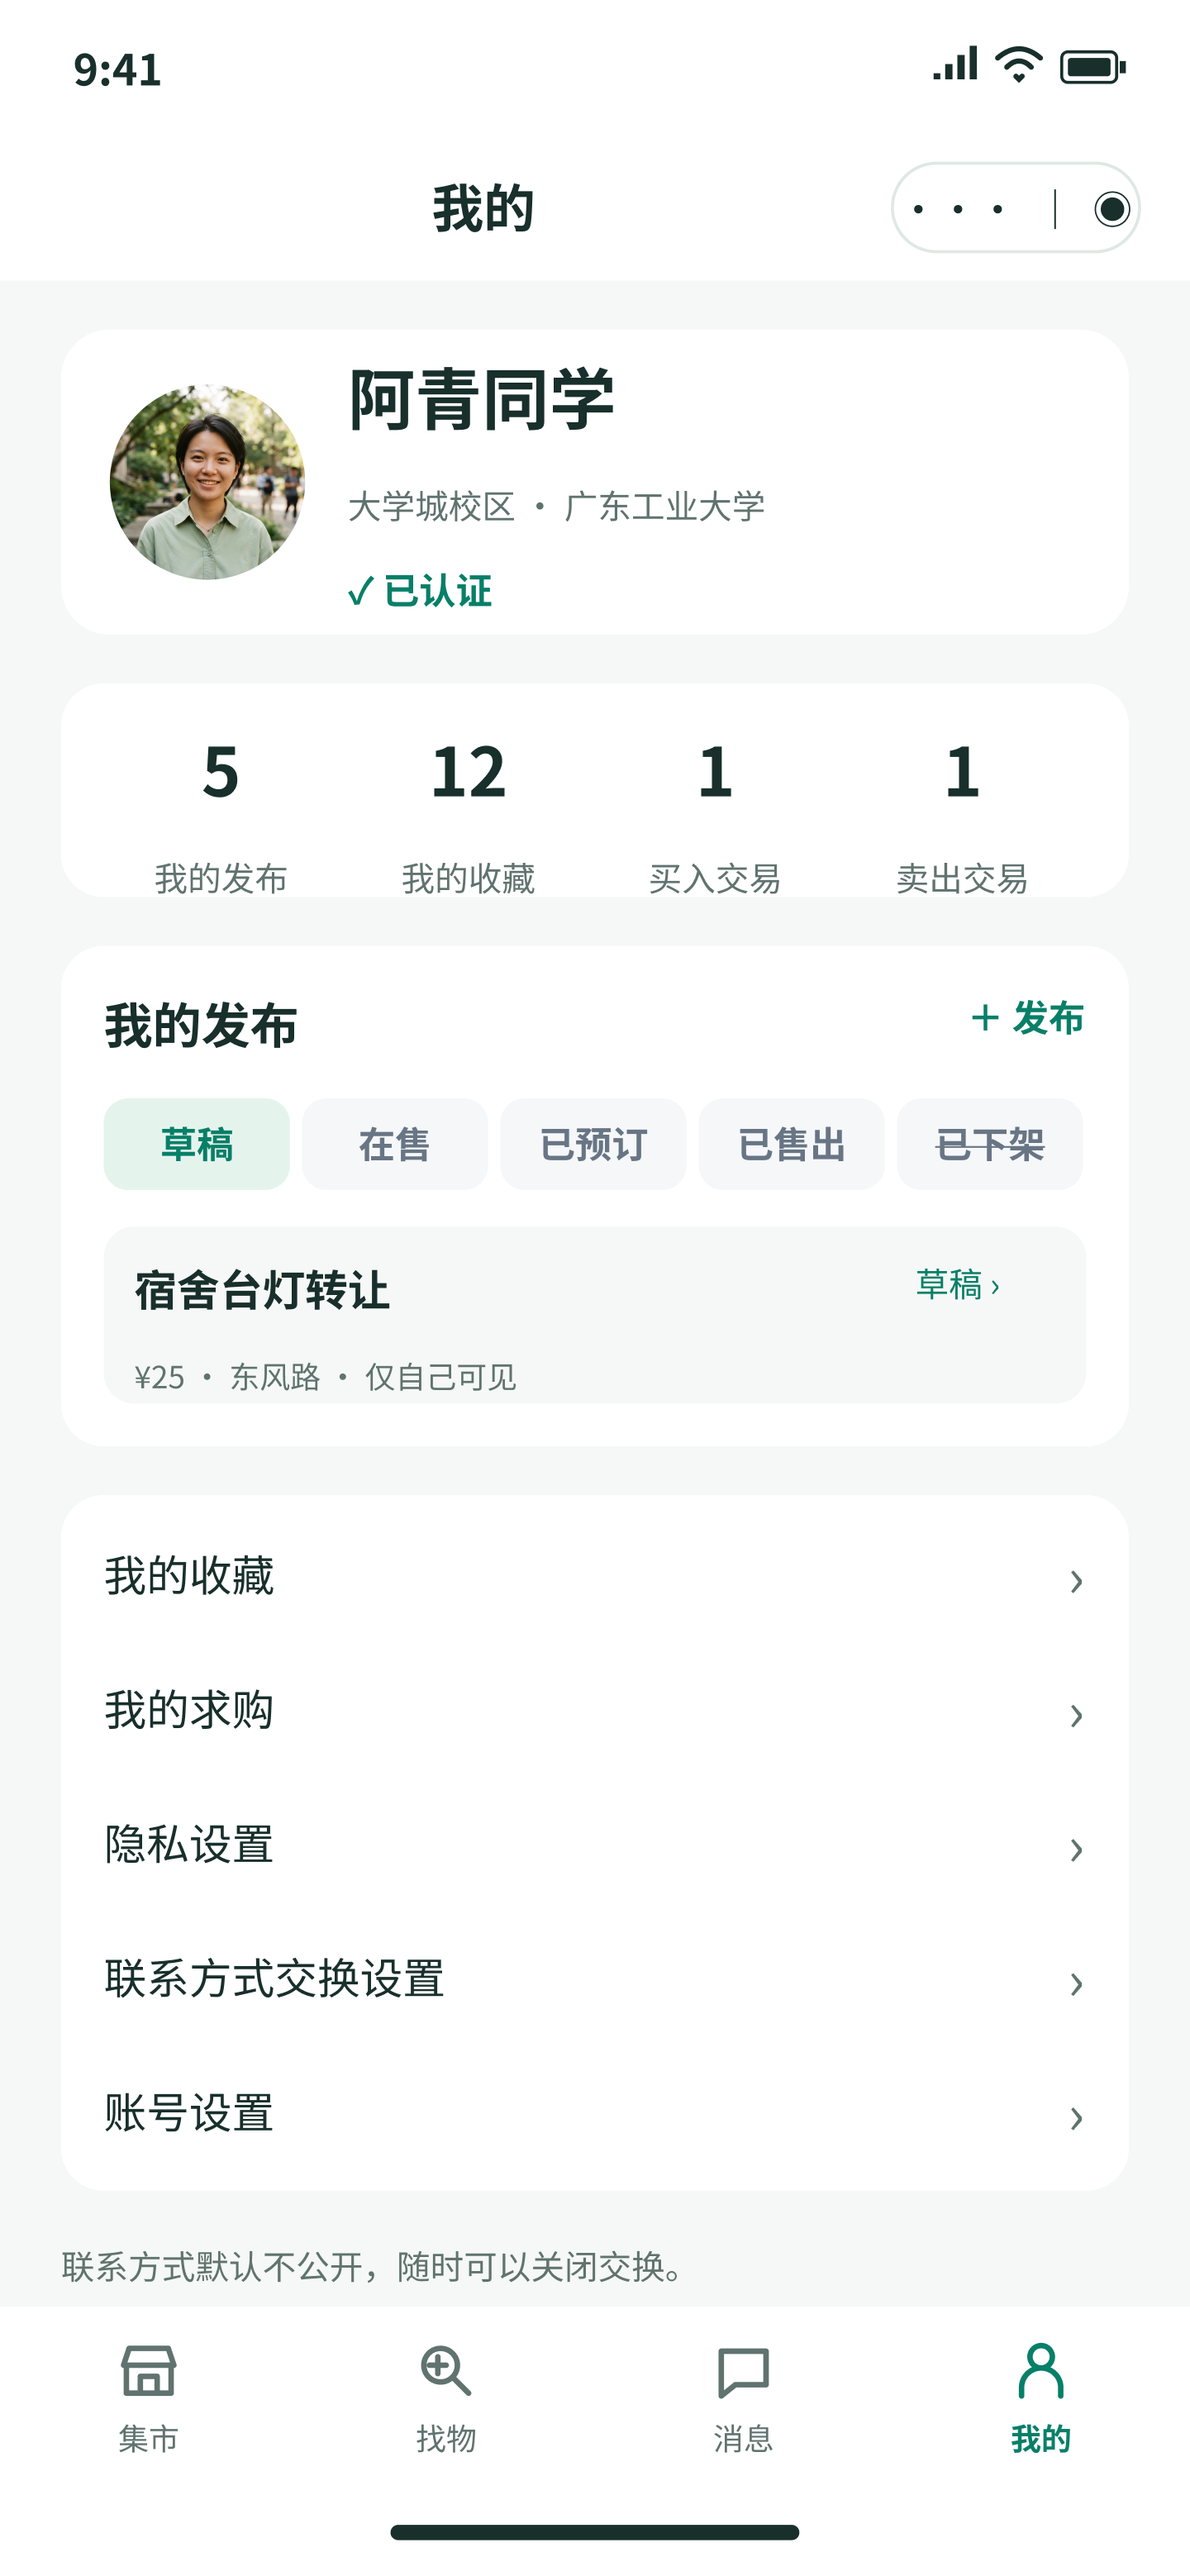 9:41
我的
阿青同学
大学城校区 · 广东工业大学
✓ 已认证
5 12 1 1
我的发布 我的收藏 买入交易 卖出交易
我的发布 + 发布
草稿 在售 已预订 已售出 已下架
宿舍台灯转让 草稿 ›
¥25 · 东风路 · 仅自己可见
我的收藏 ›
我的求购 ›
隐私设置 ›
联系方式交换设置 ›
账号设置 ›
联系方式默认不公开，随时可以关闭交换。
集市 找物 消息 我的